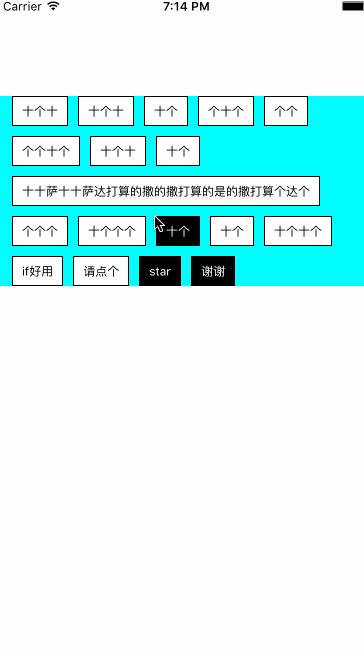 Carrier 7:14 PM
十个十 十个十 十个 个十个 个个
个个十个 十个十 十个
十十萨十十萨达打算的撒的撒打算的是的撒打算个达个
个个个 十个个个 十个 十个 十个十个
if好用 请点个 star 谢谢